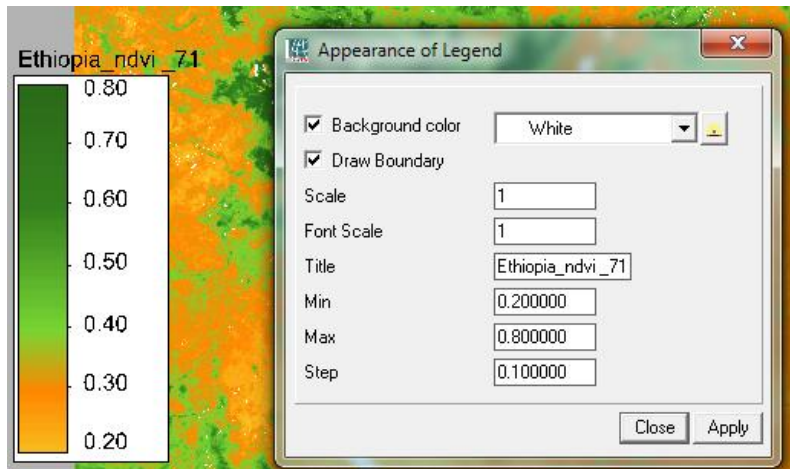 Ethiopia_ndvi _71
0.80
0.70
0.60
0.50
0.40
0.30
0.20
Appearance of Legend
Background color White
Draw Boundary
Scale 1
Font Scale 1
Title Ethiopia_ndvi _71
Min 0.200000
Max 0.800000
Step 0.100000
Close Apply